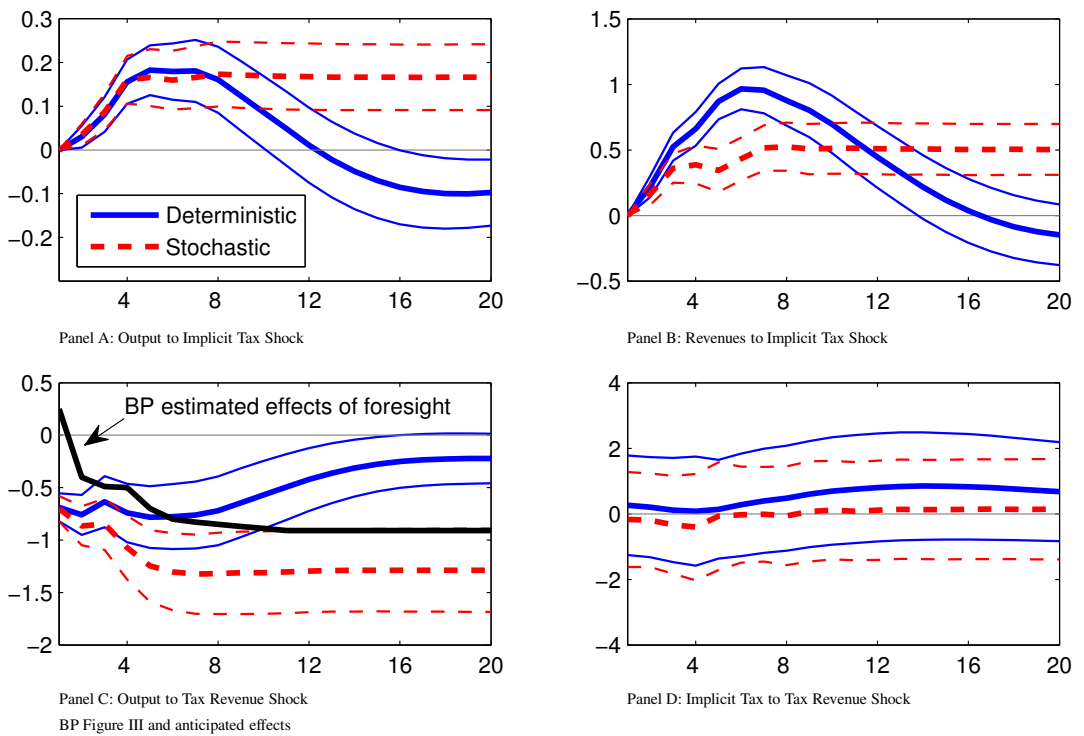 0.3
0.2
0.1
0
−0.1
−0.2
4 8 12 16 20
Deterministic
Stochastic
Panel A: Output to Implicit Tax Shock
1.5
1
0.5
0
−0.5
4 8 12 16 20
Panel B: Revenues to Implicit Tax Shock
0.5
0
−0.5
−1
−1.5
−2
4 8 12 16 20
BP estimated effects of foresight
Panel C: Output to Tax Revenue Shock
BP Figure III and anticipated effects
4
2
0
−2
−4
4 8 12 16 20
Panel D: Implicit Tax to Tax Revenue Shock